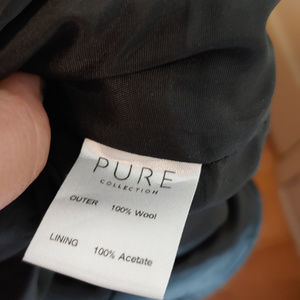 PURE
COLLECTION
OUTER 100% Wool
LINING 100% Acetate